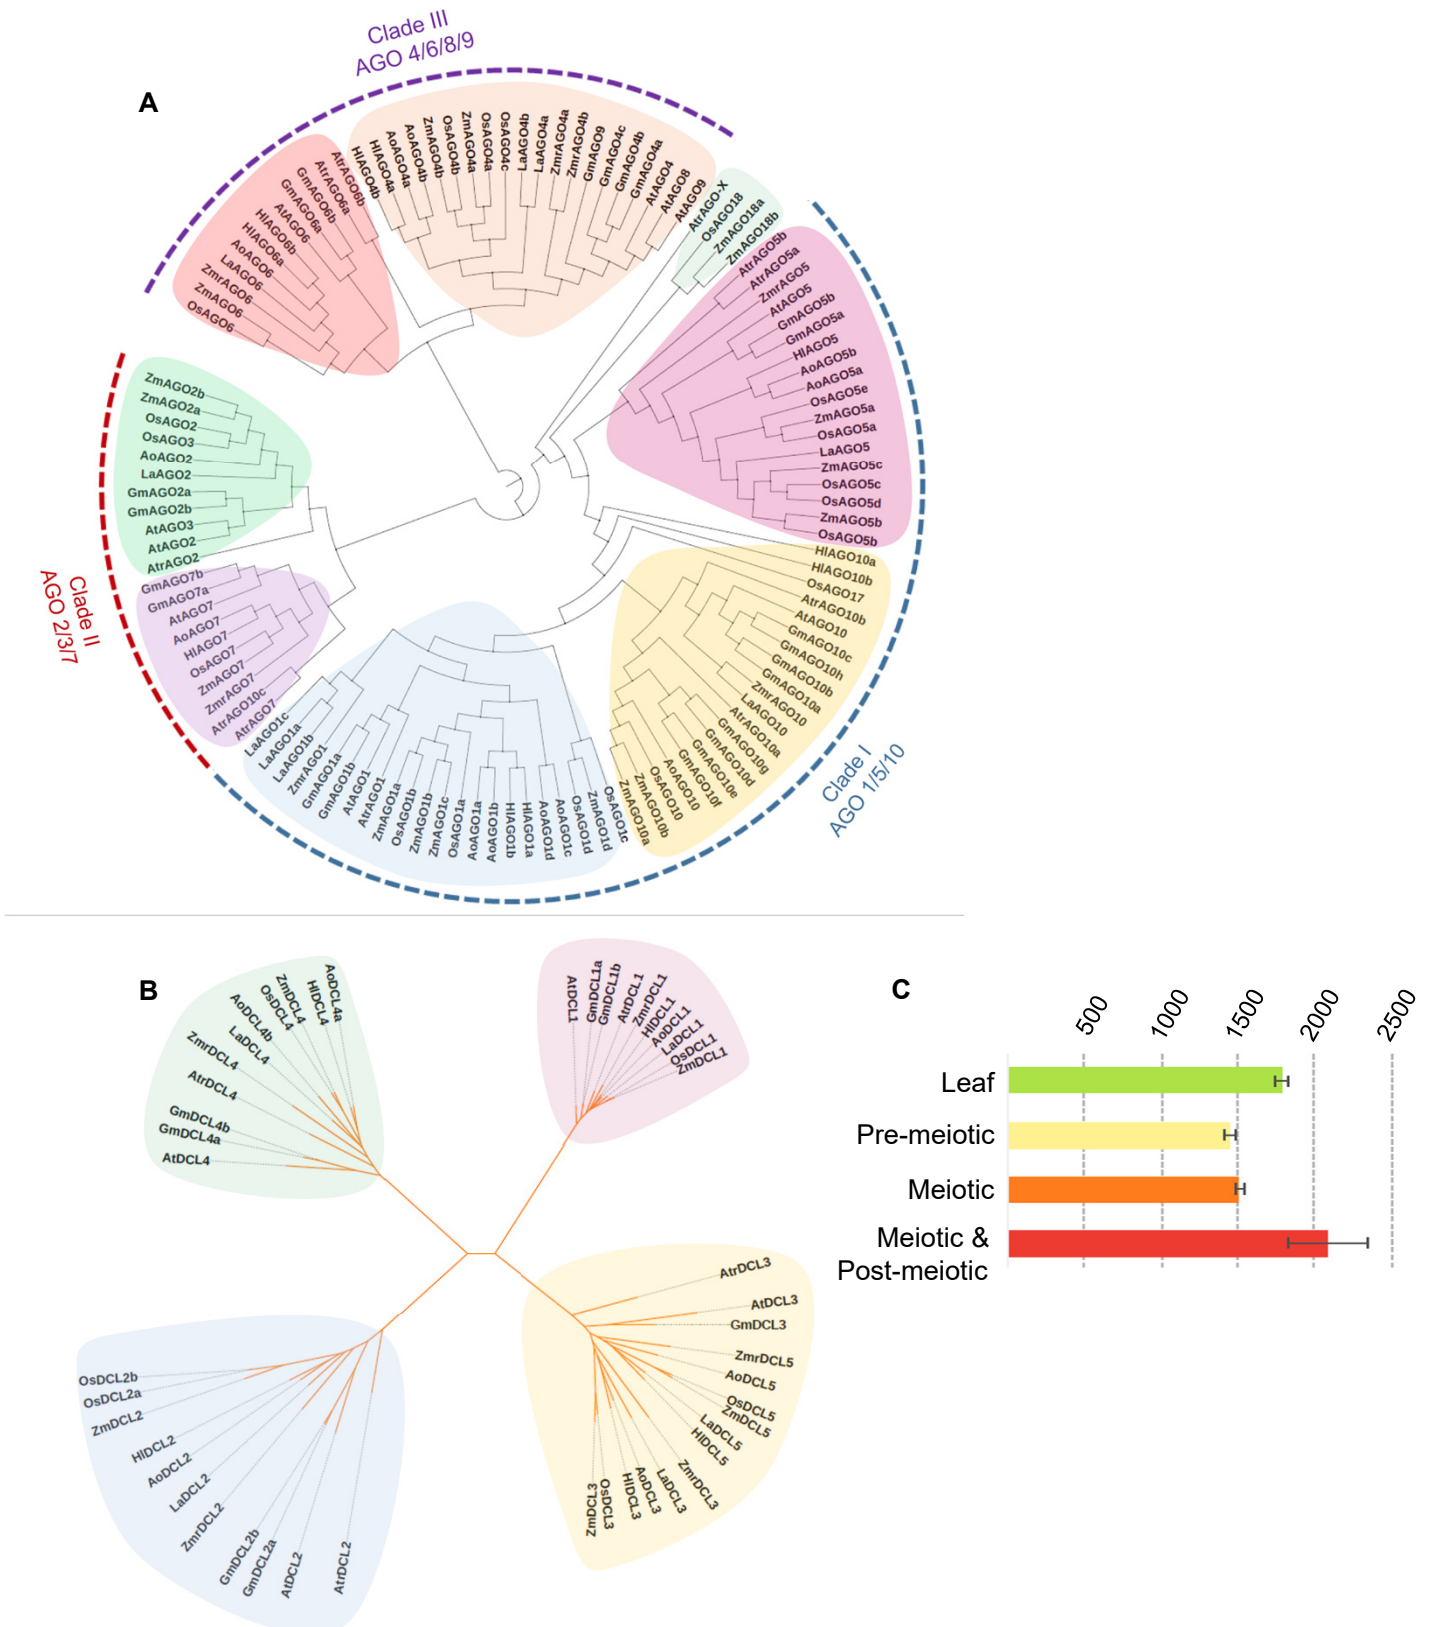 Clade III
AGO 4/6/8/9
A
OsAGO6
ZmAGO6
ZmrAGO6
LaAGO6
AoAGO6
HlAGO6a
HlAGO6b
AtAGO6
GmAGO6a
GmAGO6b
AtrAGO6a
AtrAGO6b
HlAGO4b
HlAGO4a
AoAGO4a
AoAGO4b
ZmAGO4b
OsAGO4b
ZmAGO4a
OsAGO4a
OsAGO4c
LaAGO4b
LaAGO4a
ZmrAGO4a
ZmrAGO4b
GmAGO9
GmAGO4c
GmAGO4b
GmAGO4a
AtAGO4
AtAGO8
AtAGO9
AtrAGO-X
OsAGO18
ZmAGO18a
ZmAGO18b
AtrAGO5b
AtrAGO5a
ZmrAGO5
AtAGO5
GmAGO5b
GmAGO5a
HlAGO5
AoAGO5b
AoAGO5a
OsAGO5e
ZmAGO5a
OsAGO5a
LaAGO5
ZmAGO5c
OsAGO5c
OsAGO5d
ZmAGO5b
OsAGO5b
HlAGO10a
HlAGO10b
OsAGO17
AtrAGO10b
AtAGO10
GmAGO10c
GmAGO10h
GmAGO10b
GmAGO10a
ZmrAGO10
LaAGO10
AtrAGO10a
GmAGO10g
GmAGO10d
GmAGO10e
GmAGO10f
AoAGO10
OsAGO10
ZmAGO10b
ZmAGO10a
Clade I
AGO 1/5/10
OsAGO1c
ZmAGO1d
OsAGO1d
AoAGO1c
AoAGO1d
HlAGO1a
HlAGO1b
AoAGO1b
AoAGO1a
OsAGO1a
ZmAGO1c
ZmAGO1b
OsAGO1b
ZmAGO1a
AtrAGO1
AtAGO1
GmAGO1b
GmAGO1a
ZmrAGO1
LaAGO1b
LaAGO1a
LaAGO1c
AtrAGO7
AtrAGO10c
ZmrAGO7
ZmAGO7
OsAGO7
HlAGO7
AoAGO7
AtAGO7
GmAGO7a
GmAGO7b
AtrAGO2
AtAGO2
AtAGO3
GmAGO2b
GmAGO2a
LaAGO2
AoAGO2
OsAGO3
OsAGO2
ZmAGO2a
ZmAGO2b
Clade II
AGO 2/3/7
B
AtDCL4
GmDCL4a
GmDCL4b
AtrDCL4
ZmrDCL4
LaDCL4
AoDCL4b
OsDCL4
ZmDCL4
HlDCL4
AoDCL4a
AtDCL1
GmDCL1a
GmDCL1b
AtrDCL1
ZmrDCL1
HlDCL1
AoDCL1
LaDCL1
OsDCL1
ZmDCL1
AtrDCL3
AtDCL3
GmDCL3
ZmrDCL5
AoDCL5
OsDCL5
ZmDCL5
LaDCL5
HlDCL5
ZmrDCL3
LaDCL3
AoDCL3
HlDCL3
OsDCL3
ZmDCL3
AtrDCL2
AtDCL2
GmDCL2a
GmDCL2b
ZmrDCL2
LaDCL2
AoDCL2
HlDCL2
ZmDCL2
OsDCL2a
OsDCL2b
C
500
1000
1500
2000
2500
Leaf
Pre-meiotic
Meiotic
Meiotic &
Post-meiotic